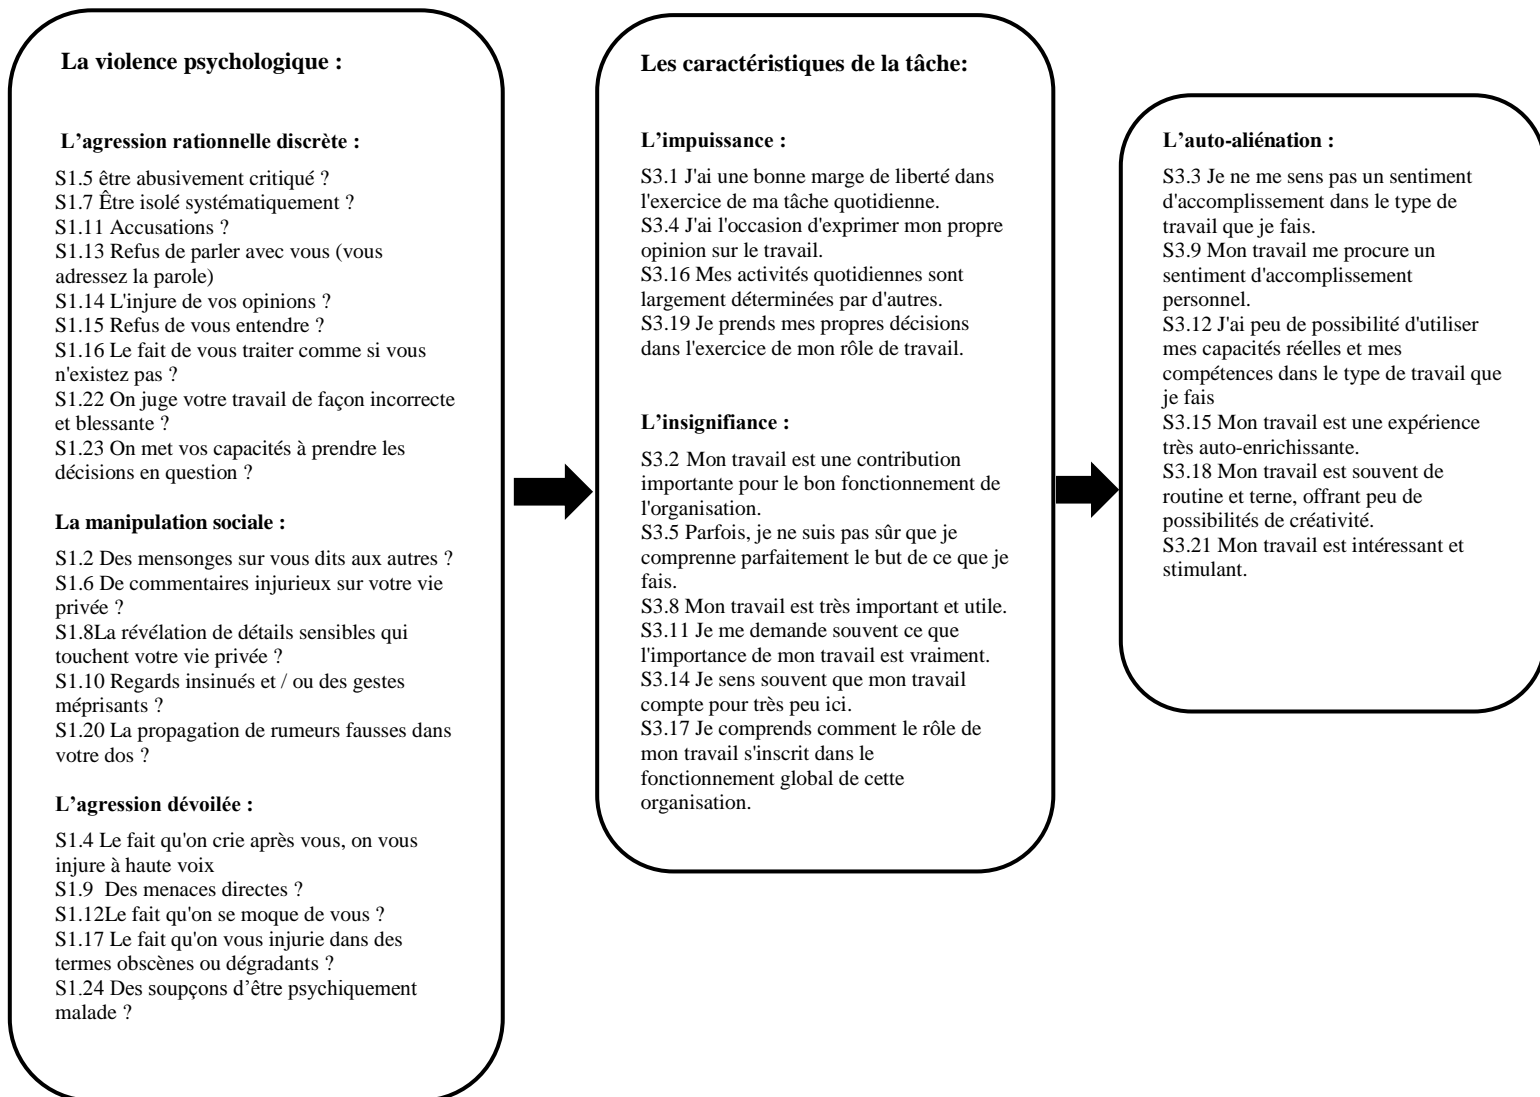 La violence psychologique :
L’agression rationnelle discrète :
S1.5 être abusivement critiqué ?
S1.7 Être isolé systématiquement ?
S1.11 Accusations ?
S1.13 Refus de parler avec vous (vous
adressez la parole)
S1.14 L'injure de vos opinions ?
S1.15 Refus de vous entendre ?
S1.16 Le fait de vous traiter comme si vous
n'existez pas ?
S1.22 On juge votre travail de façon incorrecte
et blessante ?
S1.23 On met vos capacités à prendre les
décisions en question ?
La manipulation sociale :
S1.2 Des mensonges sur vous dits aux autres ?
S1.6 De commentaires injurieux sur votre vie
privée ?
S1.8La révélation de détails sensibles qui
touchent votre vie privée ?
S1.10 Regards insinués et / ou des gestes
méprisants ?
S1.20 La propagation de rumeurs fausses dans
votre dos ?
L’agression dévoilée :
S1.4 Le fait qu'on crie après vous, on vous
injure à haute voix
S1.9  Des menaces directes ?
S1.12Le fait qu'on se moque de vous ?
S1.17 Le fait qu'on vous injurie dans des
termes obscènes ou dégradants ?
S1.24 Des soupçons d’être psychiquement
malade ?
Les caractéristiques de la tâche:
L’impuissance :
S3.1 J'ai une bonne marge de liberté dans
l'exercice de ma tâche quotidienne.
S3.4 J'ai l'occasion d'exprimer mon propre
opinion sur le travail.
S3.16 Mes activités quotidiennes sont
largement déterminées par d'autres.
S3.19 Je prends mes propres décisions
dans l'exercice de mon rôle de travail.
L’insignifiance :
S3.2 Mon travail est une contribution
importante pour le bon fonctionnement de
l'organisation.
S3.5 Parfois, je ne suis pas sûr que je
comprenne parfaitement le but de ce que je
fais.
S3.8 Mon travail est très important et utile.
S3.11 Je me demande souvent ce que
l'importance de mon travail est vraiment.
S3.14 Je sens souvent que mon travail
compte pour très peu ici.
S3.17 Je comprends comment le rôle de
mon travail s'inscrit dans le
fonctionnement global de cette
organisation.
L’auto-aliénation :
S3.3 Je ne me sens pas un sentiment
d'accomplissement dans le type de
travail que je fais.
S3.9 Mon travail me procure un
sentiment d'accomplissement
personnel.
S3.12 J'ai peu de possibilité d'utiliser
mes capacités réelles et mes
compétences dans le type de travail que
je fais
S3.15 Mon travail est une expérience
très auto-enrichissante.
S3.18 Mon travail est souvent de
routine et terne, offrant peu de
possibilités de créativité.
S3.21 Mon travail est intéressant et
stimulant.